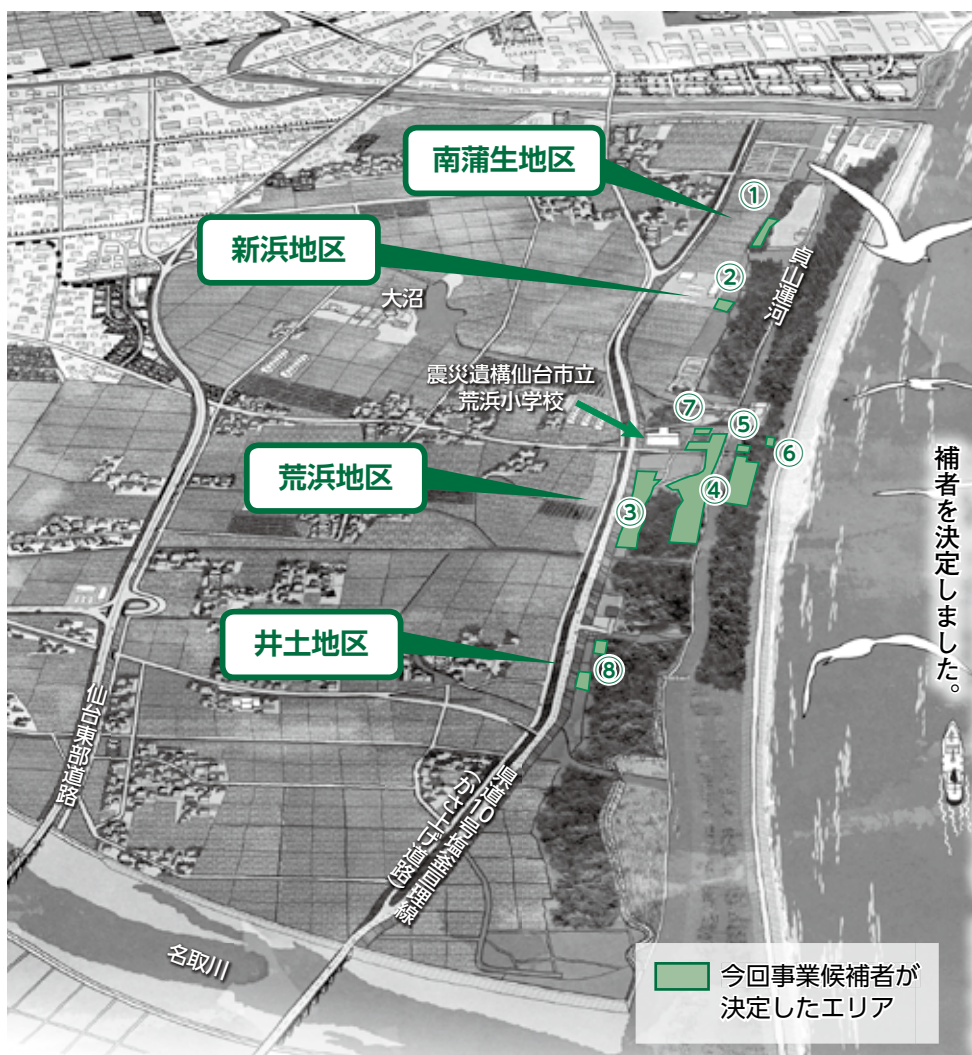 南蒲生地区
①
新浜地区
②
大沼
貞山運河
震災遺構仙台市立
荒浜小学校
⑦
⑤
⑥
荒浜地区
③
④
補者を決定しました。
井土地区
⑧
仙台東部道路
県道10号塩釜亘理線
(かさ上げ道路)
名取川
今回事業候補者が
決定したエリア